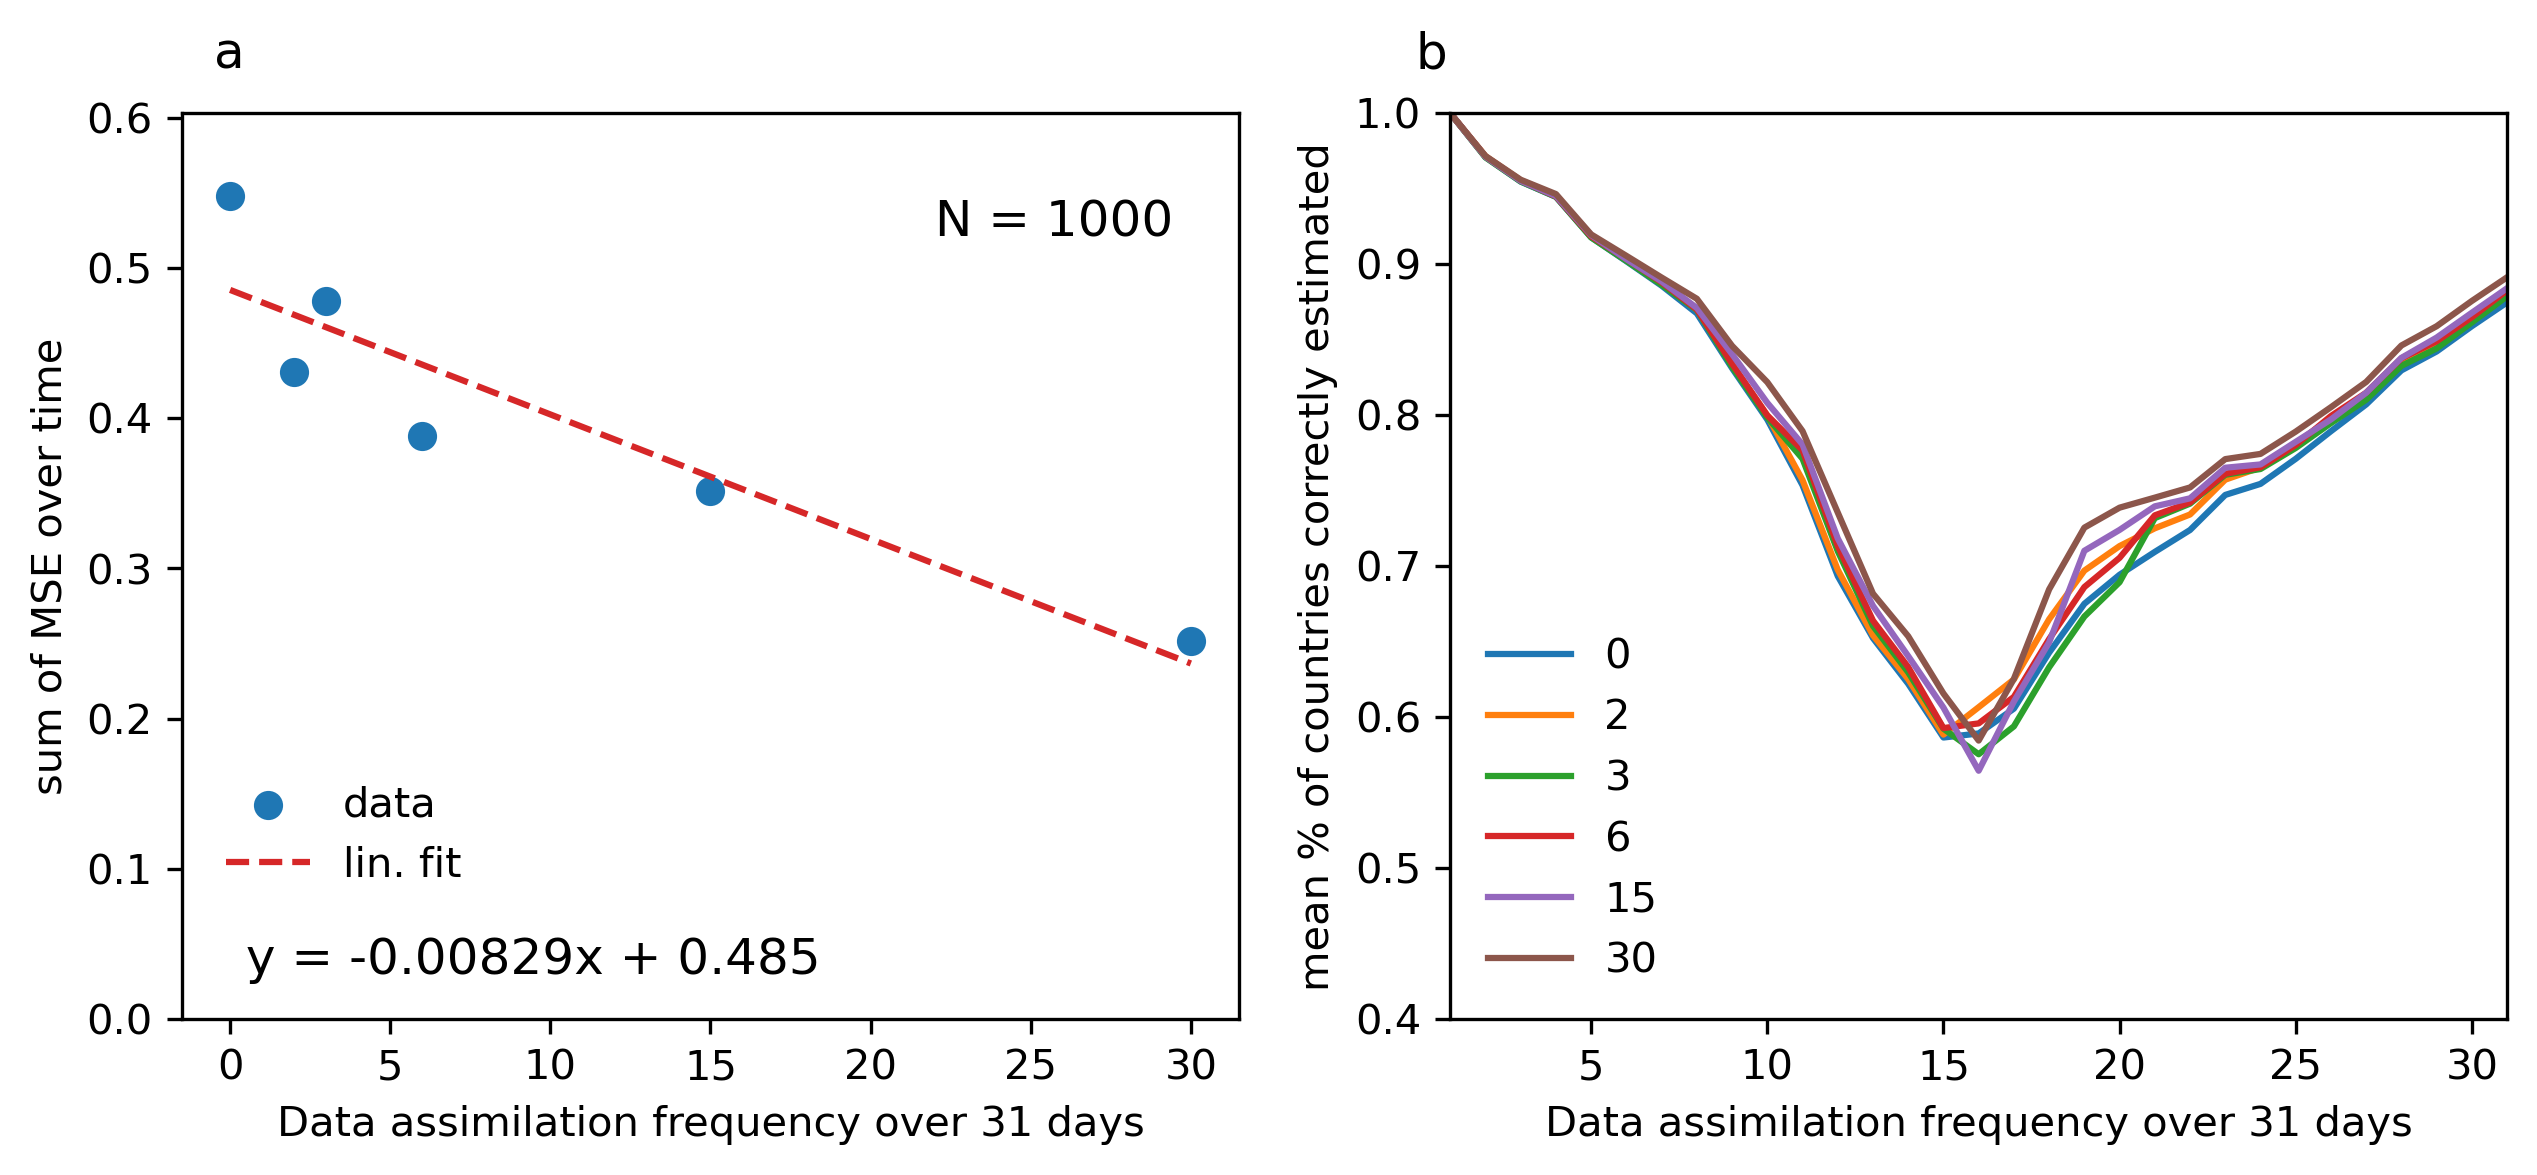 a
sum of MSE over time
0.6
0.5
0.4
0.3
0.2
0.1
0.0
N = 1000
data
lin. fit
y = -0.00829x + 0.485
0 5 10 15 20 25 30
Data assimilation frequency over 31 days
b
mean % of countries correctly estimated
1.0
0.9
0.8
0.7
0.6
0.5
0.4
0
2
3
6
15
30
5 10 15 20 25 30
Data assimilation frequency over 31 days